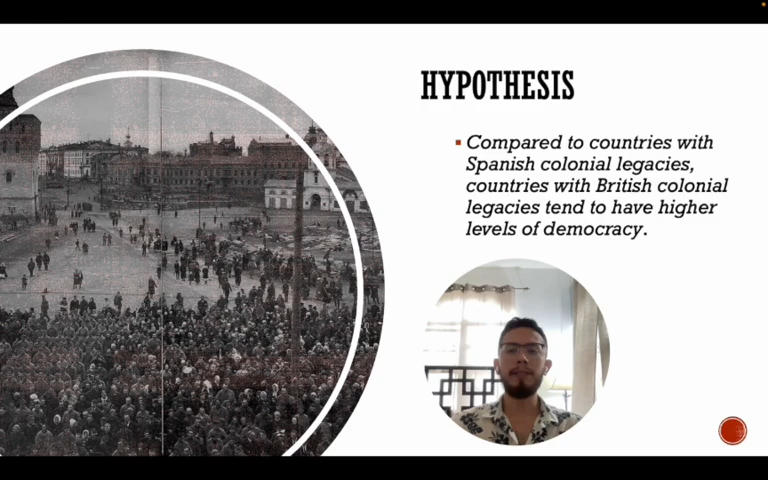 HYPOTHESIS
Compared to countries with
Spanish colonial legacies,
countries with British colonial
legacies tend to have higher
levels of democracy.